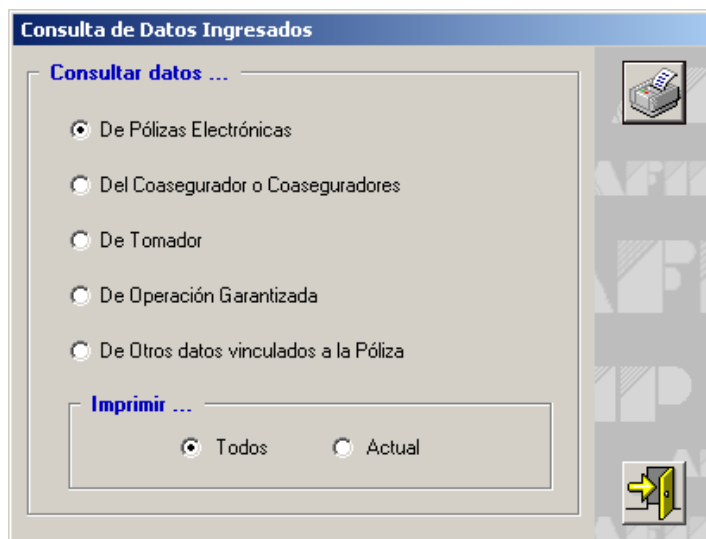 Consulta de Datos Ingresados
Consultar datos ...
De Pólizas Electrónicas
Del Coasegurador o Coaseguradores
De Tomador
De Operación Garantizada
De Otros datos vinculados a la Póliza
Imprimir ...
Todos Actual
AFIP